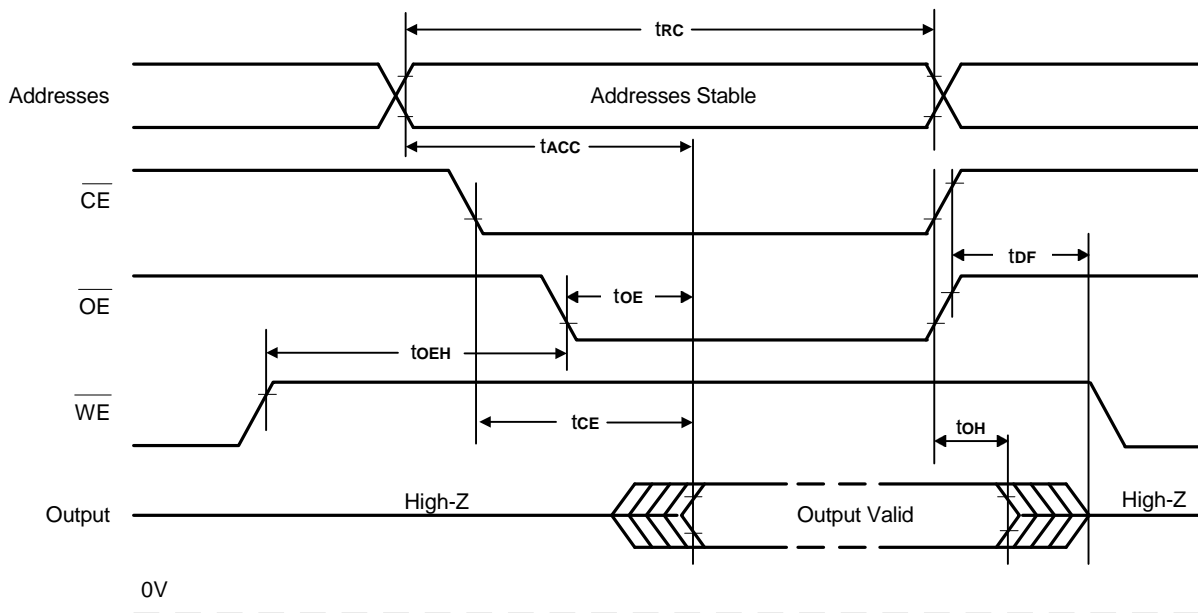 tRC
Addresses
Addresses Stable
tACC
CE
tDF
OE
tOE
tOEH
WE
tCE
tOH
Output
High-Z
Output Valid
High-Z
0V